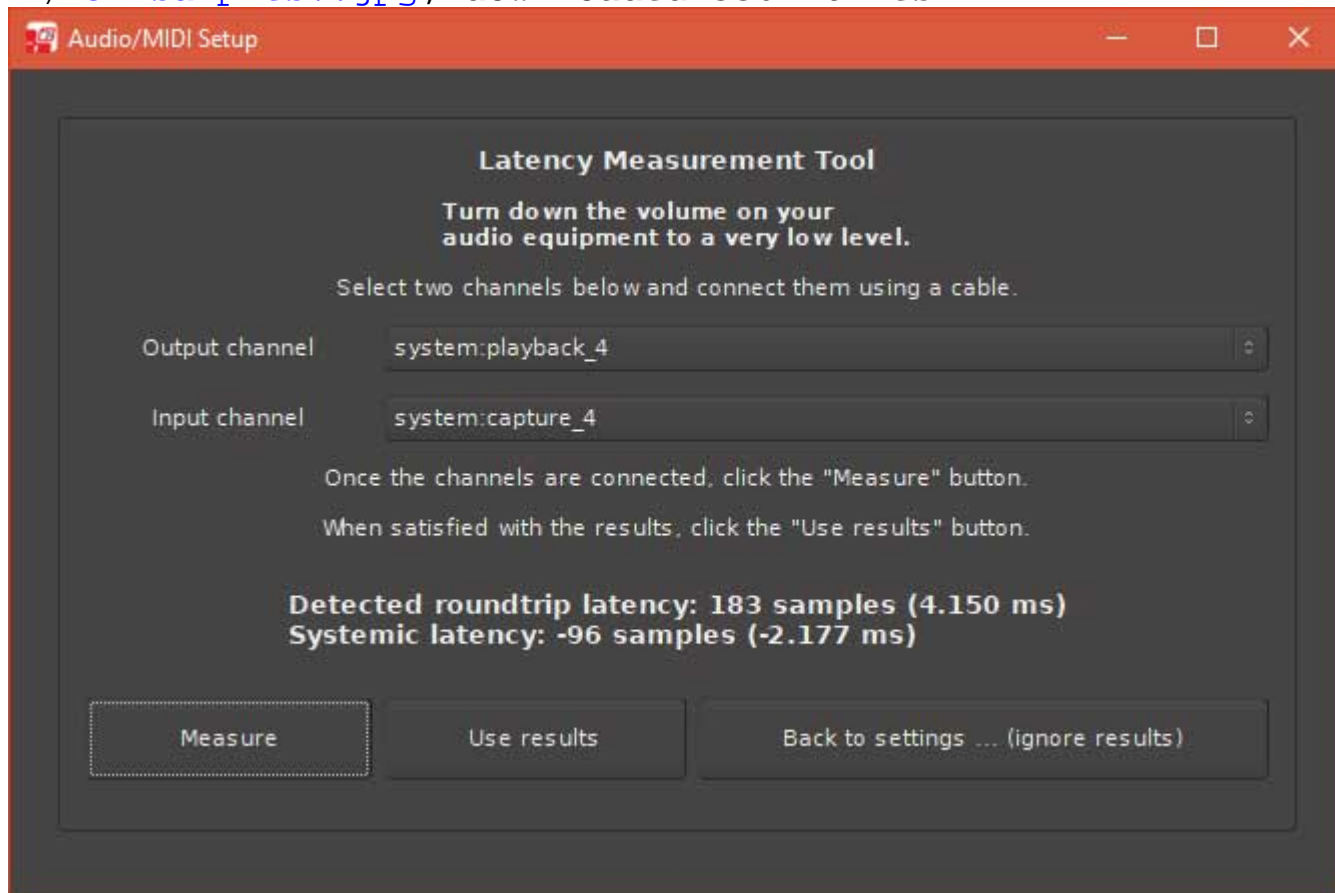 Audio/MIDI Setup
Latency Measurement Tool
Turn down the volume on your
audio equipment to a very low level.
Select two channels below and connect them using a cable.
Output channel system:playback_4
Input channel system:capture_4
Once the channels are connected, click the "Measure" button.
When satisfied with the results, click the "Use results" button.
Detected roundtrip latency: 183 samples (4.150 ms)
Systemic latency: -96 samples (-2.177 ms)
Measure Use results Back to settings ... (ignore results)